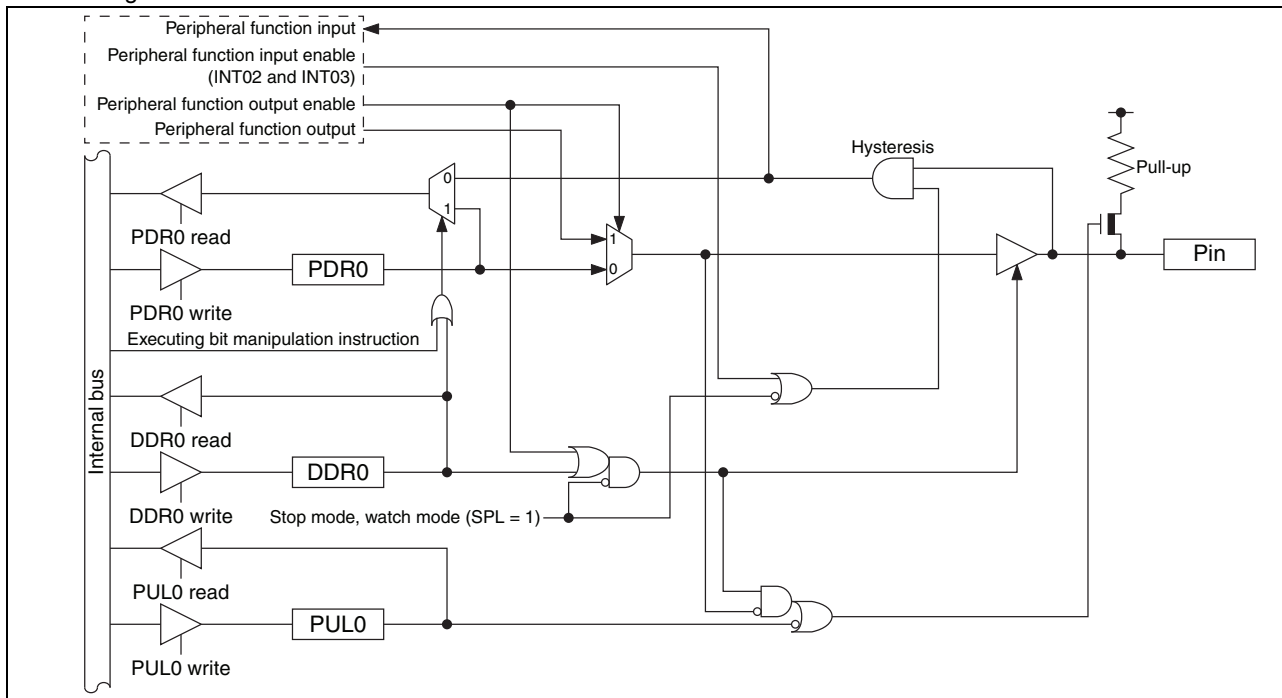 Peripheral function input
Peripheral function input enable
(INT02 and INT03)
Peripheral function output enable
Peripheral function output
Hysteresis
Pull-up
0
1
PDR0 read
1
0
PDR0
Pin
PDR0 write
Executing bit manipulation instruction
Internal bus
DDR0 read
DDR0
DDR0 write
Stop mode, watch mode (SPL = 1)
PUL0 read
PUL0
PUL0 write